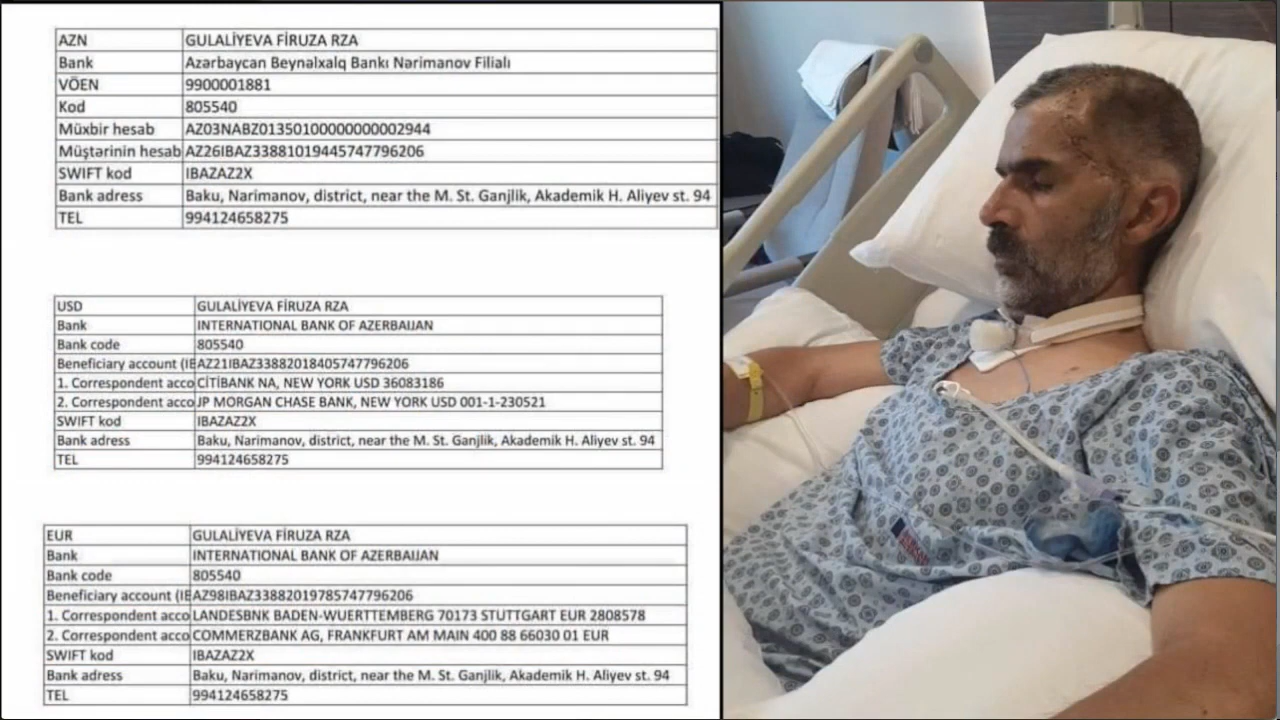 AZN GULALİYEVA FİRUZA RZA
Bank Azərbaycan Beynəlxalq Bankı Nərimanov Filialı
VÖEN 9900001881
Kod 805540
Müxbir hesab AZ03NABZ01350100000000002944
Müştərinin hesab AZ26IBAZ33881019445747796206
SWIFT kod IBAZAZ2X
Bank adress Baku, Narimanov, district, near the M. St. Ganjlik, Akademik H. Aliyev st. 94
TEL 994124658275
USD GULALİYEVA FİRUZA RZA
Bank INTERNATIONAL BANK OF AZERBAIJAN
Bank code 805540
Beneficiary account (IE AZ21IBAZ33882018405747796206
1. Correspondent acco CİTİBANK NA, NEW YORK USD 36083186
2. Correspondent acco JP MORGAN CHASE BANK, NEW YORK USD 001-1-230521
SWIFT kod IBAZAZ2X
Bank adress Baku, Narimanov, district, near the M. St. Ganjlik, Akademik H. Aliyev st. 94
TEL 994124658275
EUR GULALİYEVA FİRUZA RZA
Bank INTERNATIONAL BANK OF AZERBAIJAN
Bank code 805540
Beneficiary account (IE AZ98IBAZ33882019785747796206
1. Correspondent acco LANDESBNK BADEN-WUERTTEMBERG 70173 STUTTGART EUR 2808578
2. Correspondent acco COMMERZBANK AG, FRANKFURT AM MAIN 400 88 66030 01 EUR
SWIFT kod IBAZAZ2X
Bank adress Baku, Narimanov, district, near the M. St. Ganjlik, Akademik H. Aliyev st. 94
TEL 994124658275